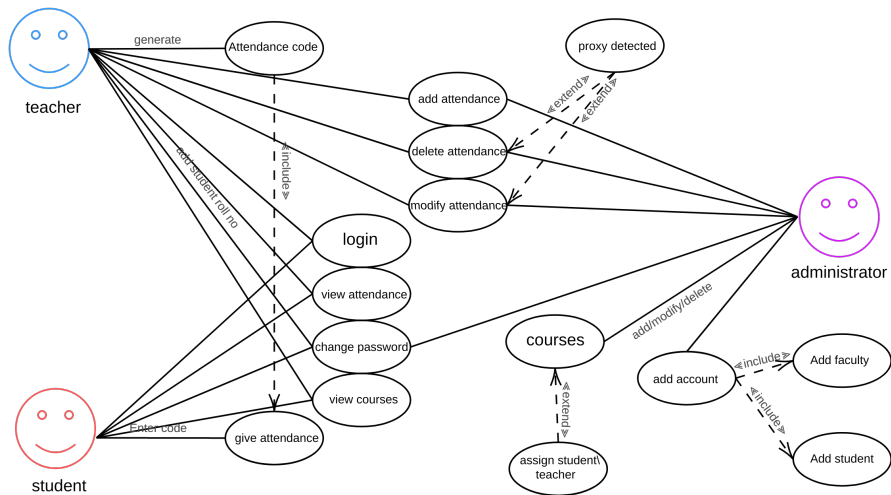 generate
Attendance code
proxy detected
teacher
<<extend>>
<<extend>>
add attendance
delete attendance
modify attendance
<<include>>
add student roll no
login
view attendance
change password
view courses
Enter code
give attendance
student
administrator
courses
add/modify/delete
add account
<<include>>
Add faculty
<<include>>
Add student
<<extend>>
assign student\
teacher